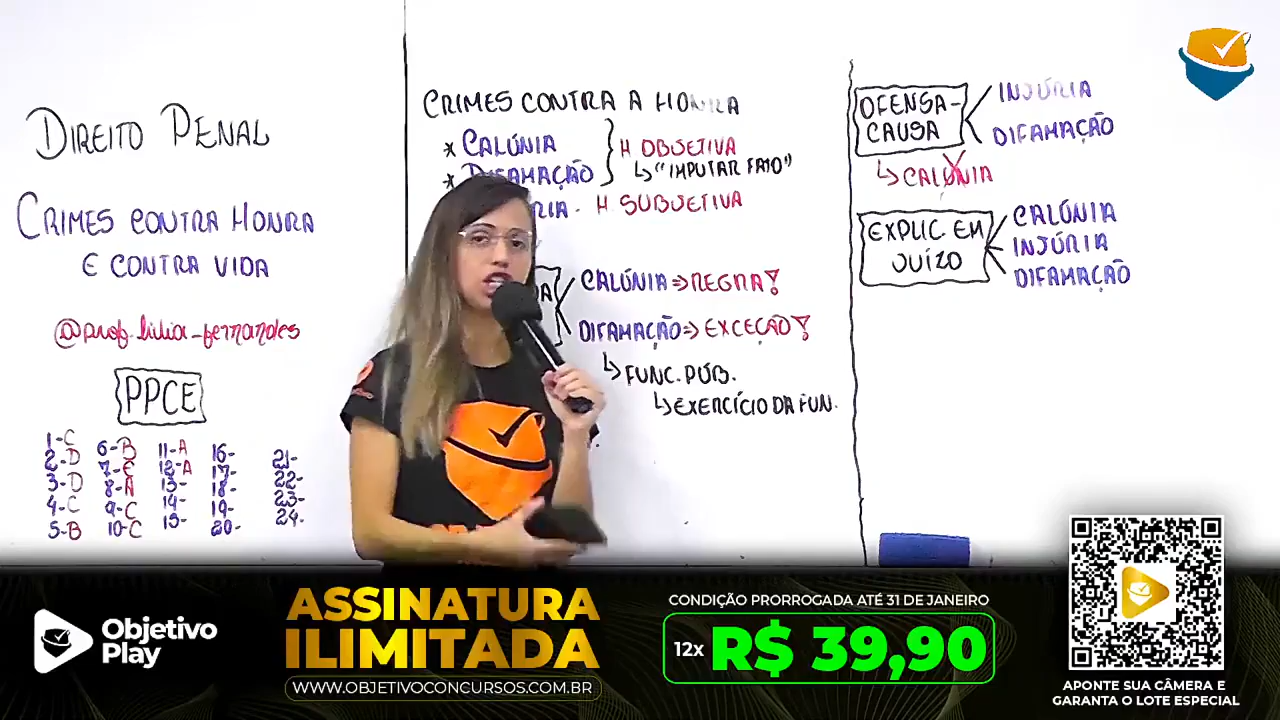 DIREITO PENAL
CRIMES CONTRA HONRA
E CONTRA VIDA
@prof.lilia_fernandes
PPCE
1-C
2-D
3-D
4-C
5-B
6-B
7-E
8-A
9-C
10-C
11-A
12-A
13-
14-
15-
16-
17-
18-
19-
20-
21-
22-
23-
24-
CRIMES CONTRA A HONRA
* CALÚNIA
* DIFAMAÇÃO
H OBJETIVA
"IMPUTAR FATO"
RIA - H SUBJETIVA
DA
CALÚNIA => REGRA!
DIFAMAÇÃO => EXCEÇÃO!
FUNC. PÚB.
EXERCÍCIO DA FUN.
OFENSA-
CAUSA
INJÚRIA
DIFAMAÇÃO
CALÚNIA
EXPLIC EM
JUÍZO
CALÚNIA
INJÚRIA
DIFAMAÇÃO
Objetivo
Play
ASSINATURA
ILIMITADA
WWW.OBJETIVOCONCURSOS.COM.BR
CONDIÇÃO PRORROGADA ATÉ 31 DE JANEIRO
12x R$ 39,90
APONTE SUA CÂMERA E
GARANTA O LOTE ESPECIAL